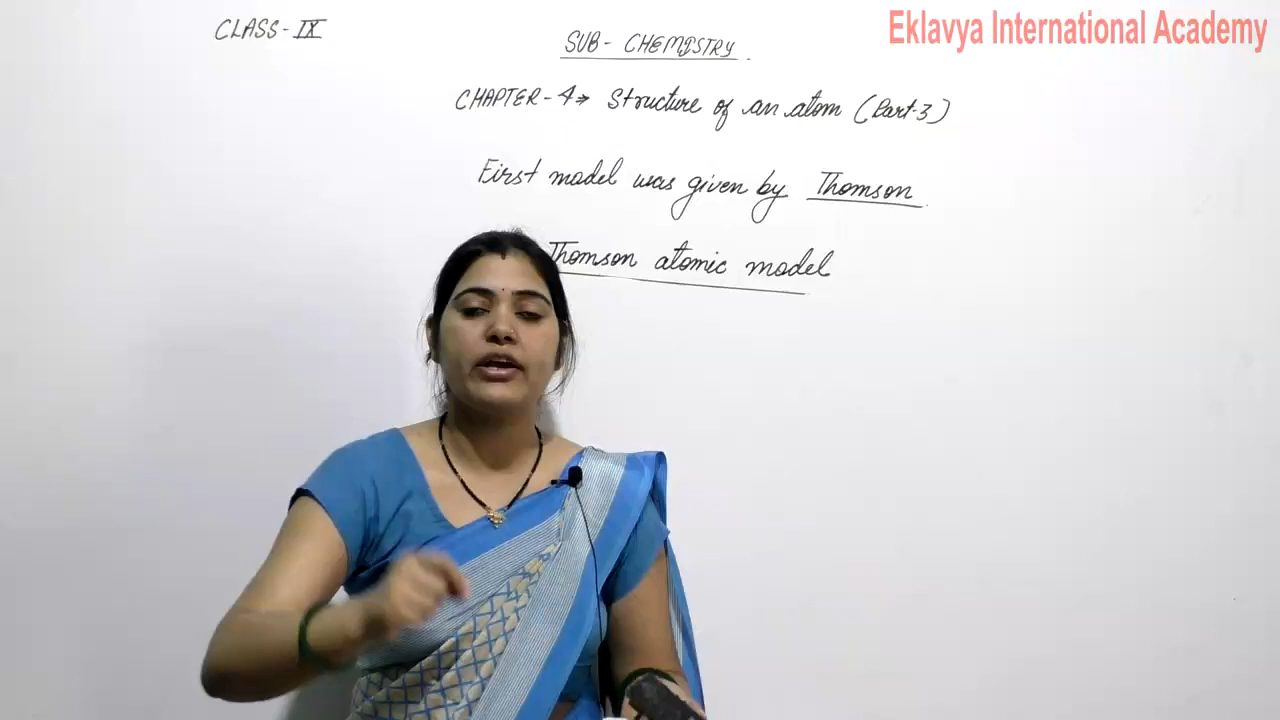 Eklavya International Academy
CLASS-IX
SUB- CHEMISTRY
CHAPTER-4⇒ Structure of an atom (Part-3)
First model was given by Thomson.
Thomson atomic model